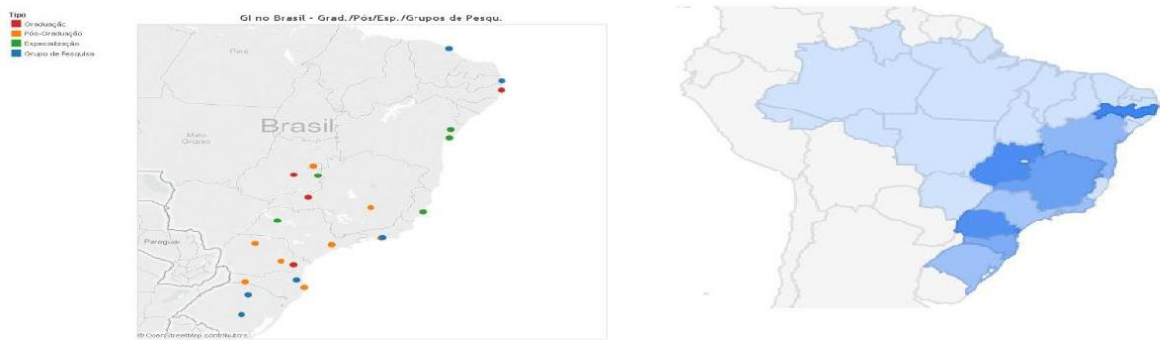 Tipo
Graduação
Pós-Graduação
Especialização
Grupo de Pesquisa
GI no Brasil - Grad./Pós/Esp./Grupos de Pesqu.
Brasil
Mato
Grosso
Paraguai
© OpenStreetMap contributors